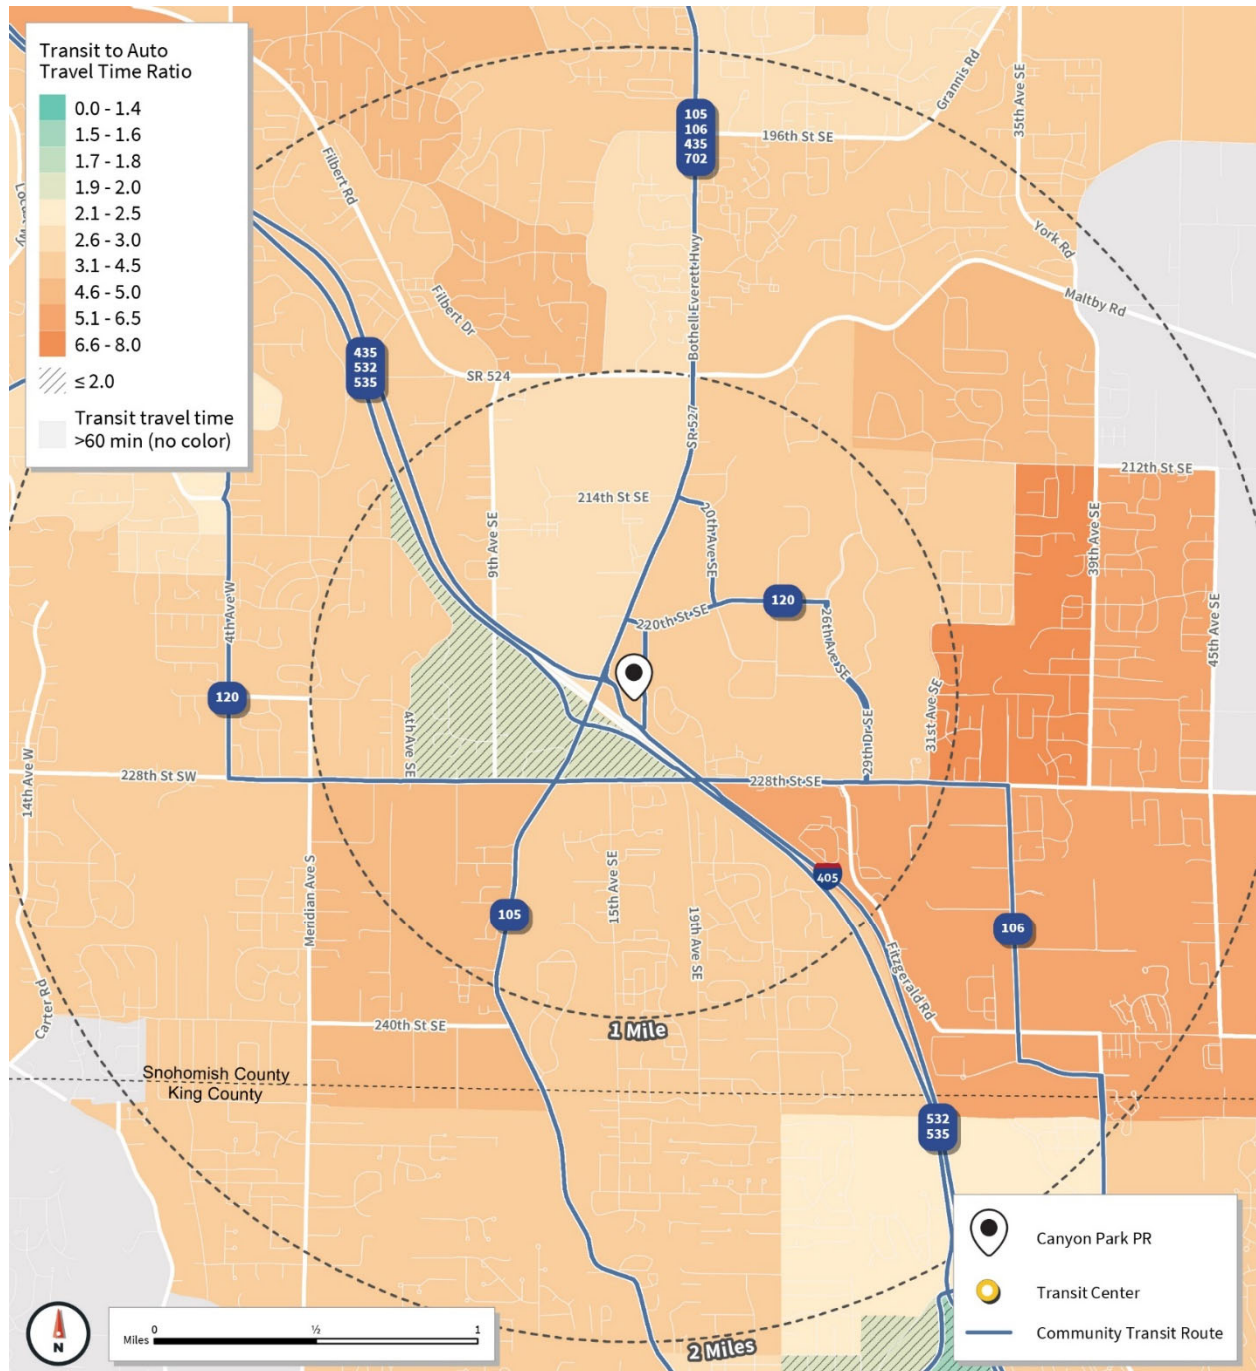 Transit to Auto
Travel Time Ratio
0.0 - 1.4
1.5 - 1.6
1.7 - 1.8
1.9 - 2.0
2.1 - 2.5
2.6 - 3.0
3.1 - 4.5
4.6 - 5.0
5.1 - 6.5
6.6 - 8.0
≤ 2.0
Transit travel time
>60 min (no color)
105
106
435
702
196th St SE
Grannis Rd
35th Ave SE
Filbert Rd
York Rd
Maltby Rd
Bothell Everett Hwy
Filbert Dr
435
532
535
SR 524
SR 527
212th St SE
214th St SE
20th Ave SE
9th Ave SE
39th Ave SE
4th Ave W
120
220th St SE
26th Ave SE
45th Ave SE
120
4th Ave SE
31st Ave SE
29th Dr SE
14th Ave W
228th St SW
228th St SE
405
Meridian Ave S
15th Ave SE
105
19th Ave SE
106
Fitzgerald Rd
Carter Rd
240th St SE
1 Mile
Snohomish County
King County
532
535
Canyon Park PR
Transit Center
Community Transit Route
N
Miles
0
½
1
2 Miles